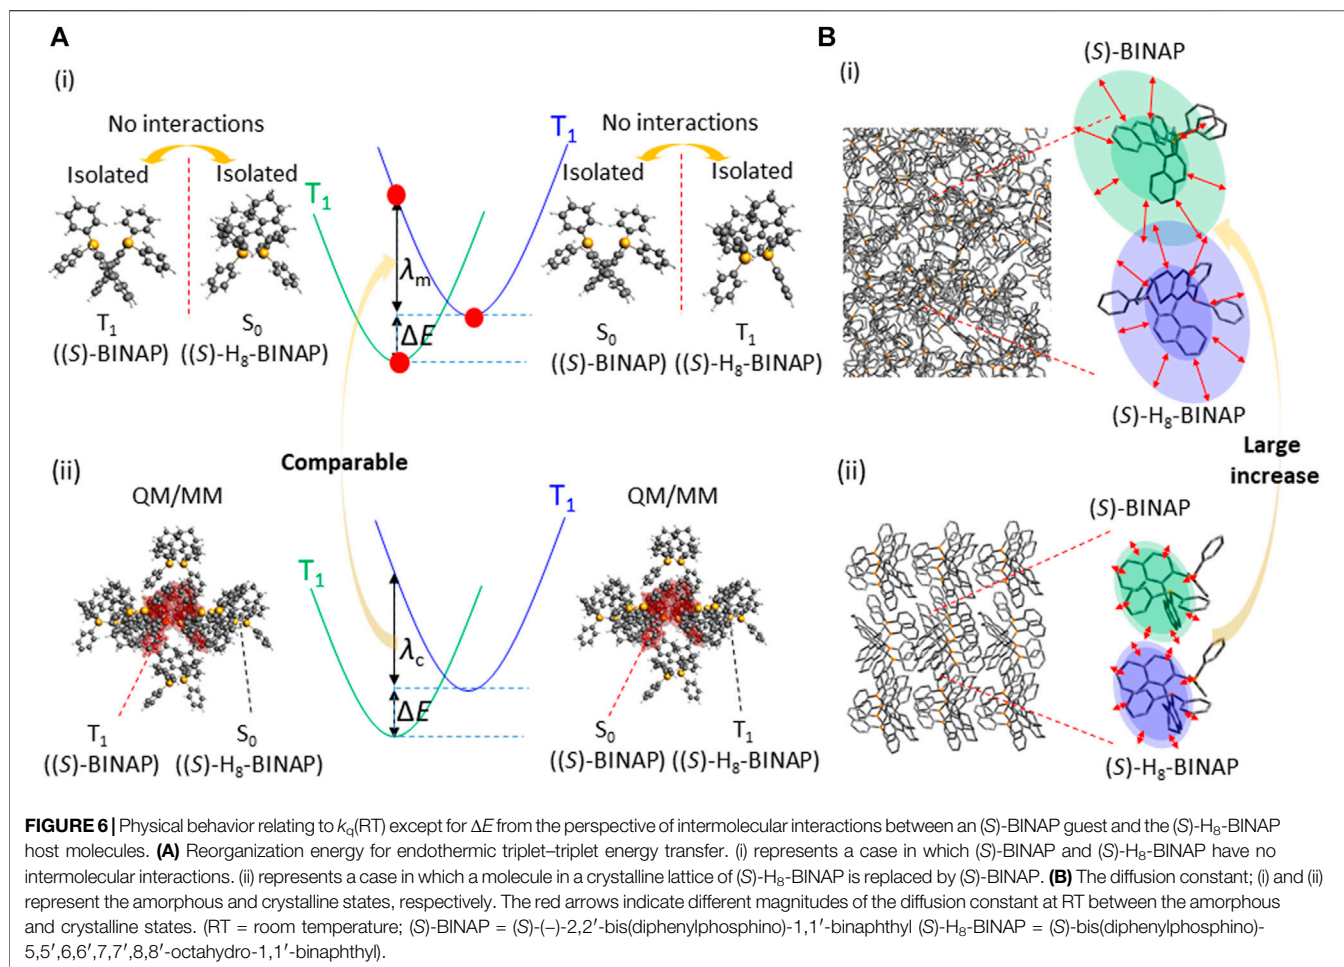 A
(i)
No interactions
Isolated
Isolated
T1
((S)-BINAP)
S0
((S)-H8-BINAP)
T1
T1
λm
ΔE
No interactions
Isolated
Isolated
S0
((S)-BINAP)
T1
((S)-H8-BINAP)
Comparable
(ii)
QM/MM
T1
((S)-BINAP)
S0
((S)-H8-BINAP)
T1
T1
λc
ΔE
QM/MM
S0
((S)-BINAP)
T1
((S)-H8-BINAP)
B
(i)
(S)-BINAP
(S)-H8-BINAP
Large
increase
(ii)
(S)-BINAP
(S)-H8-BINAP
FIGURE 6 | Physical behavior relating to kq(RT) except for ΔE from the perspective of intermolecular interactions between an (S)-BINAP guest and the (S)-H8-BINAP
host molecules. (A) Reorganization energy for endothermic triplet–triplet energy transfer. (i) represents a case in which (S)-BINAP and (S)-H8-BINAP have no
intermolecular interactions. (ii) represents a case in which a molecule in a crystalline lattice of (S)-H8-BINAP is replaced by (S)-BINAP. (B) The diffusion constant; (i) and (ii)
represent the amorphous and crystalline states, respectively. The red arrows indicate different magnitudes of the diffusion constant at RT between the amorphous
and crystalline states. (RT = room temperature; (S)-BINAP = (S)-(–)-2,2′-bis(diphenylphosphino)-1,1′-binaphthyl (S)-H8-BINAP = (S)-bis(diphenylphosphino)-
5,5′,6,6′,7,7′,8,8′-octahydro-1,1′-binaphthyl).